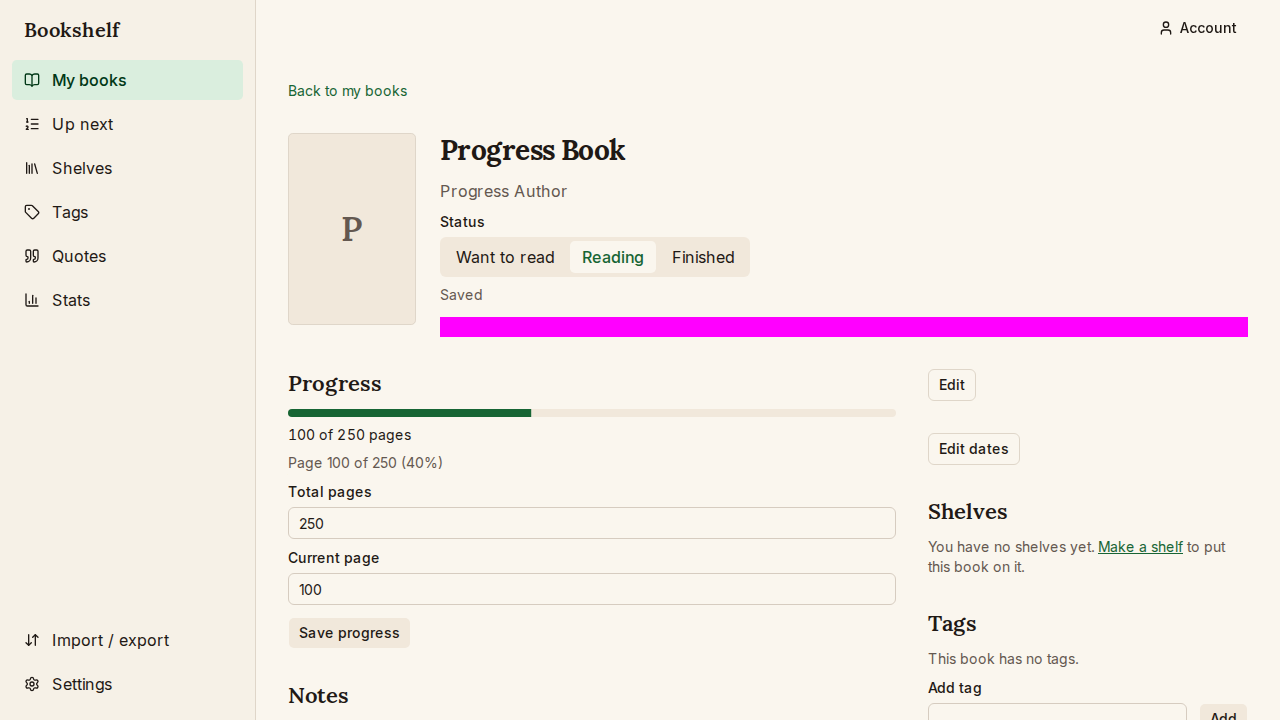 Bookshelf
My books
Up next
Shelves
Tags
Quotes
Stats
Import / export
Settings
Account
Back to my books
P
Progress Book
Progress Author
Status
Want to read
Reading
Finished
Saved
Progress
100 of 250 pages
Page 100 of 250 (40%)
Total pages
250
Current page
100
Save progress
Notes
Edit
Edit dates
Shelves
You have no shelves yet. Make a shelf to put
this book on it.
Tags
This book has no tags.
Add tag
Add